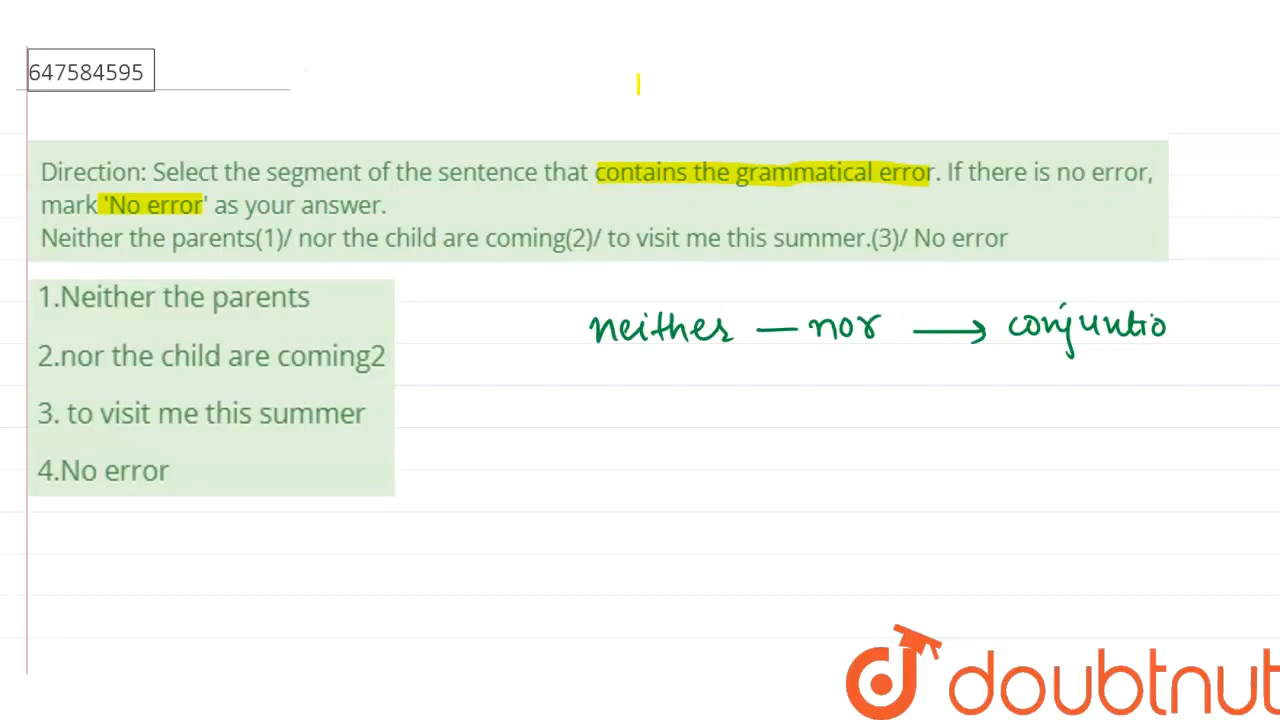 647584595
Direction: Select the segment of the sentence that contains the grammatical error. If there is no error,
mark 'No error' as your answer.
Neither the parents(1)/ nor the child are coming(2)/ to visit me this summer.(3)/ No error
1.Neither the parents
2.nor the child are coming2
3. to visit me this summer
4.No error
neither — nor → conjuntio
doubtnut